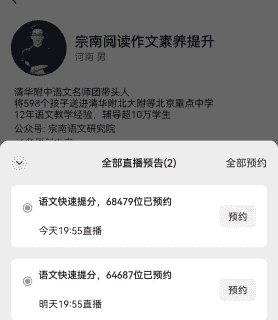 宗南阅读作文素养提升
河南 男
清华附中语文名师团带头人
将598个孩子送进清华附北大附等北京重点中学
12年语文教学经验，辅导超10万学生
公众号: 宗南语文研究院
全部直播预告(2)
全部预约
语文快速提分，68479位已预约
预约
今天19:55直播
语文快速提分，64687位已预约
预约
明天19:55直播